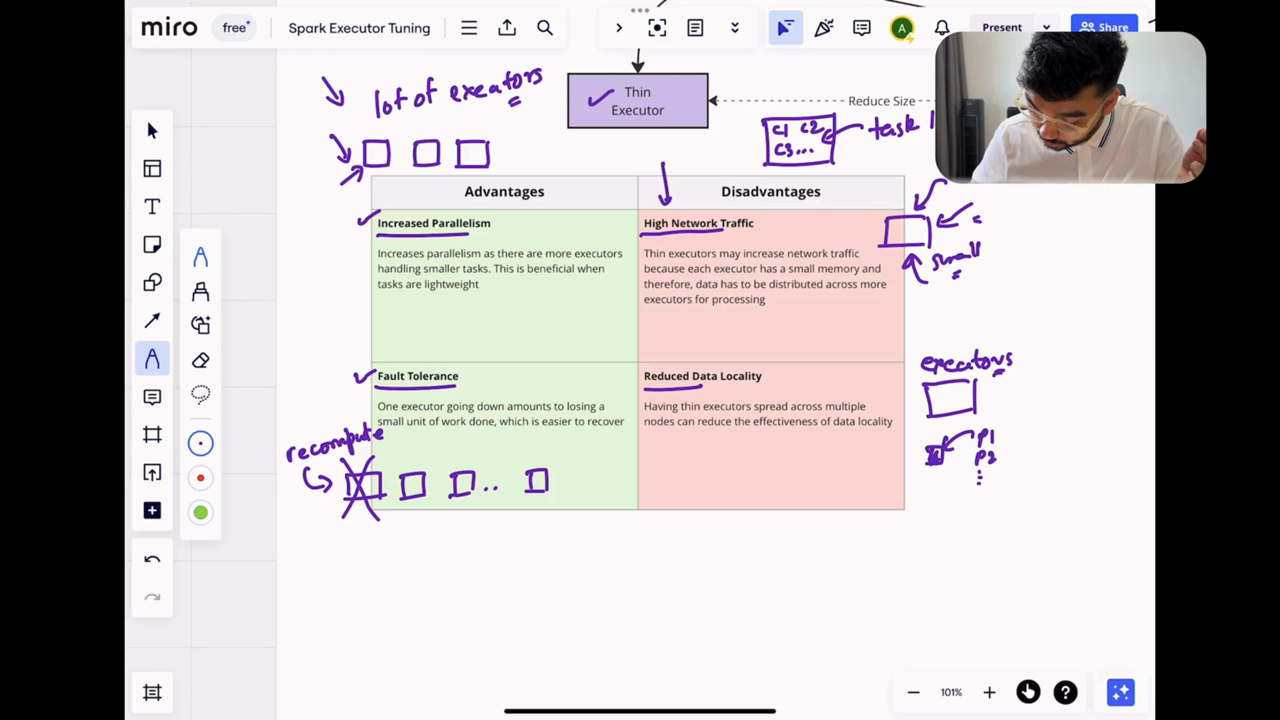 miro
free
Spark Executor Tuning
Present
Share
A
lot of exeators
Thin
Executor
Reduce Size
C1 C2
C3...
task 1
Advantages
Disadvantages
Increased Parallelism
Increases parallelism as there are more executors
handling smaller tasks. This is beneficial when
tasks are lightweight
High Network Traffic
Thin executors may increase network traffic
because each executor has a small memory and
therefore, data has to be distributed across more
executors for processing
small
Fault Tolerance
One executor going down amounts to losing a
small unit of work done, which is easier to recover
Reduced Data Locality
Having thin executors spread across multiple
nodes can reduce the effectiveness of data locality
exeators
P1
P2
recompute
101%